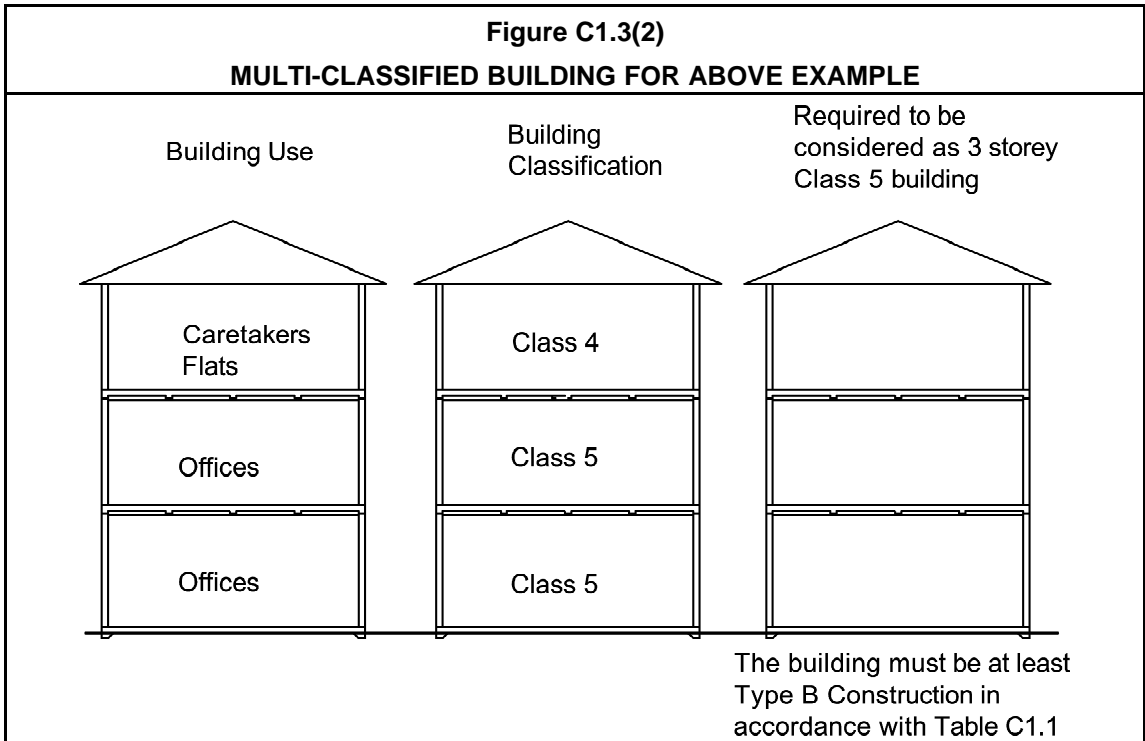 Figure C1.3(2)
MULTI-CLASSIFIED BUILDING FOR ABOVE EXAMPLE
Building Use
Building
Classification
Required to be
considered as 3 storey
Class 5 building
Caretakers
Flats
Class 4
Offices
Class 5
Offices
Class 5
The building must be at least
Type B Construction in
accordance with Table C1.1